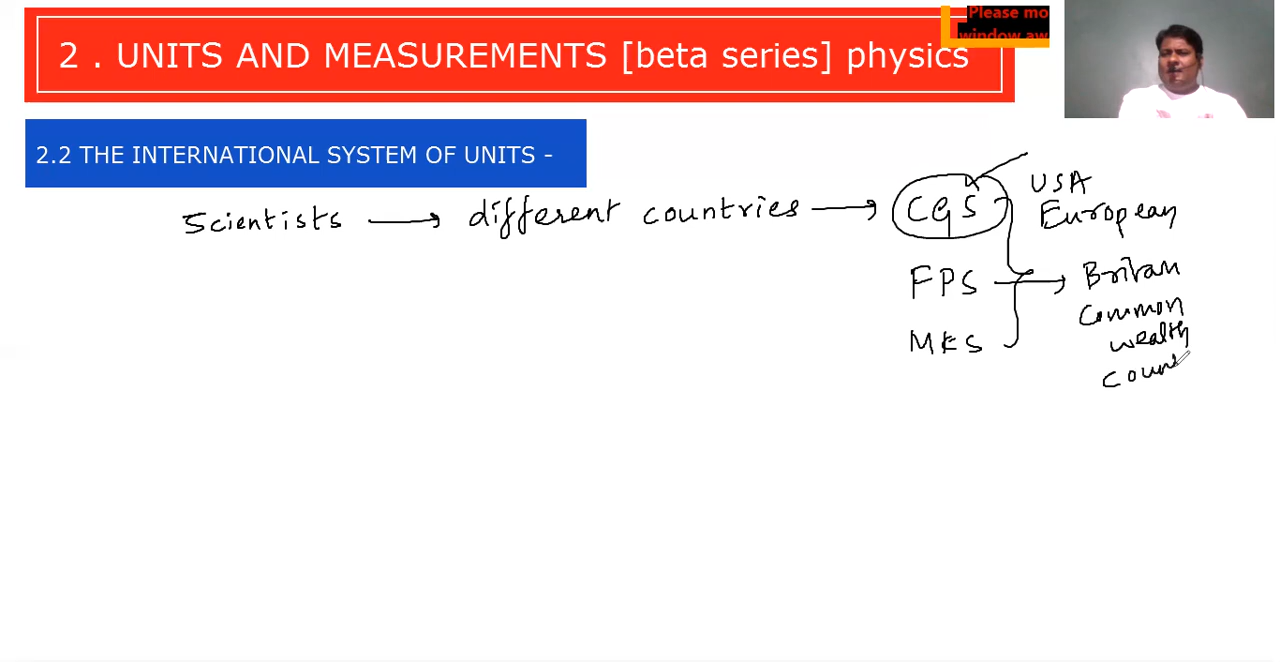 2 . UNITS AND MEASUREMENTS [beta series] physics
Please mo
window aw
2.2 THE INTERNATIONAL SYSTEM OF UNITS -
Scientists → different countries → CGS
USA
European
FPS → Britain
Common
wealth
MKS
Coun